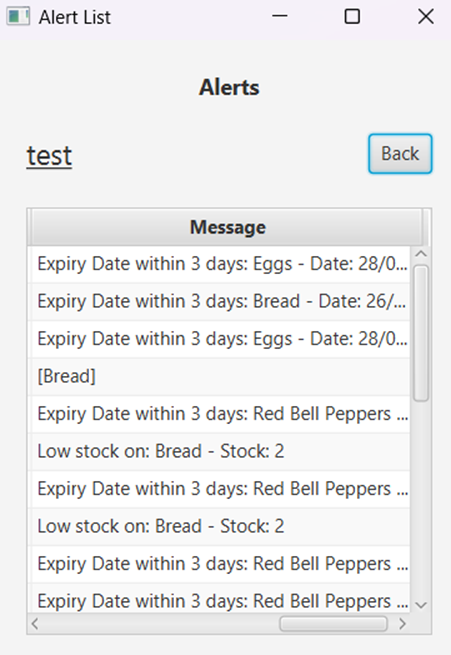 Alert List
Alerts
test
Back
Message
Expiry Date within 3 days: Eggs - Date: 28/0...
Expiry Date within 3 days: Bread - Date: 26/...
Expiry Date within 3 days: Eggs - Date: 28/0...
[Bread]
Expiry Date within 3 days: Red Bell Peppers ...
Low stock on: Bread - Stock: 2
Expiry Date within 3 days: Red Bell Peppers ...
Low stock on: Bread - Stock: 2
Expiry Date within 3 days: Red Bell Peppers ...
Expiry Date within 3 days: Red Bell Peppers ...